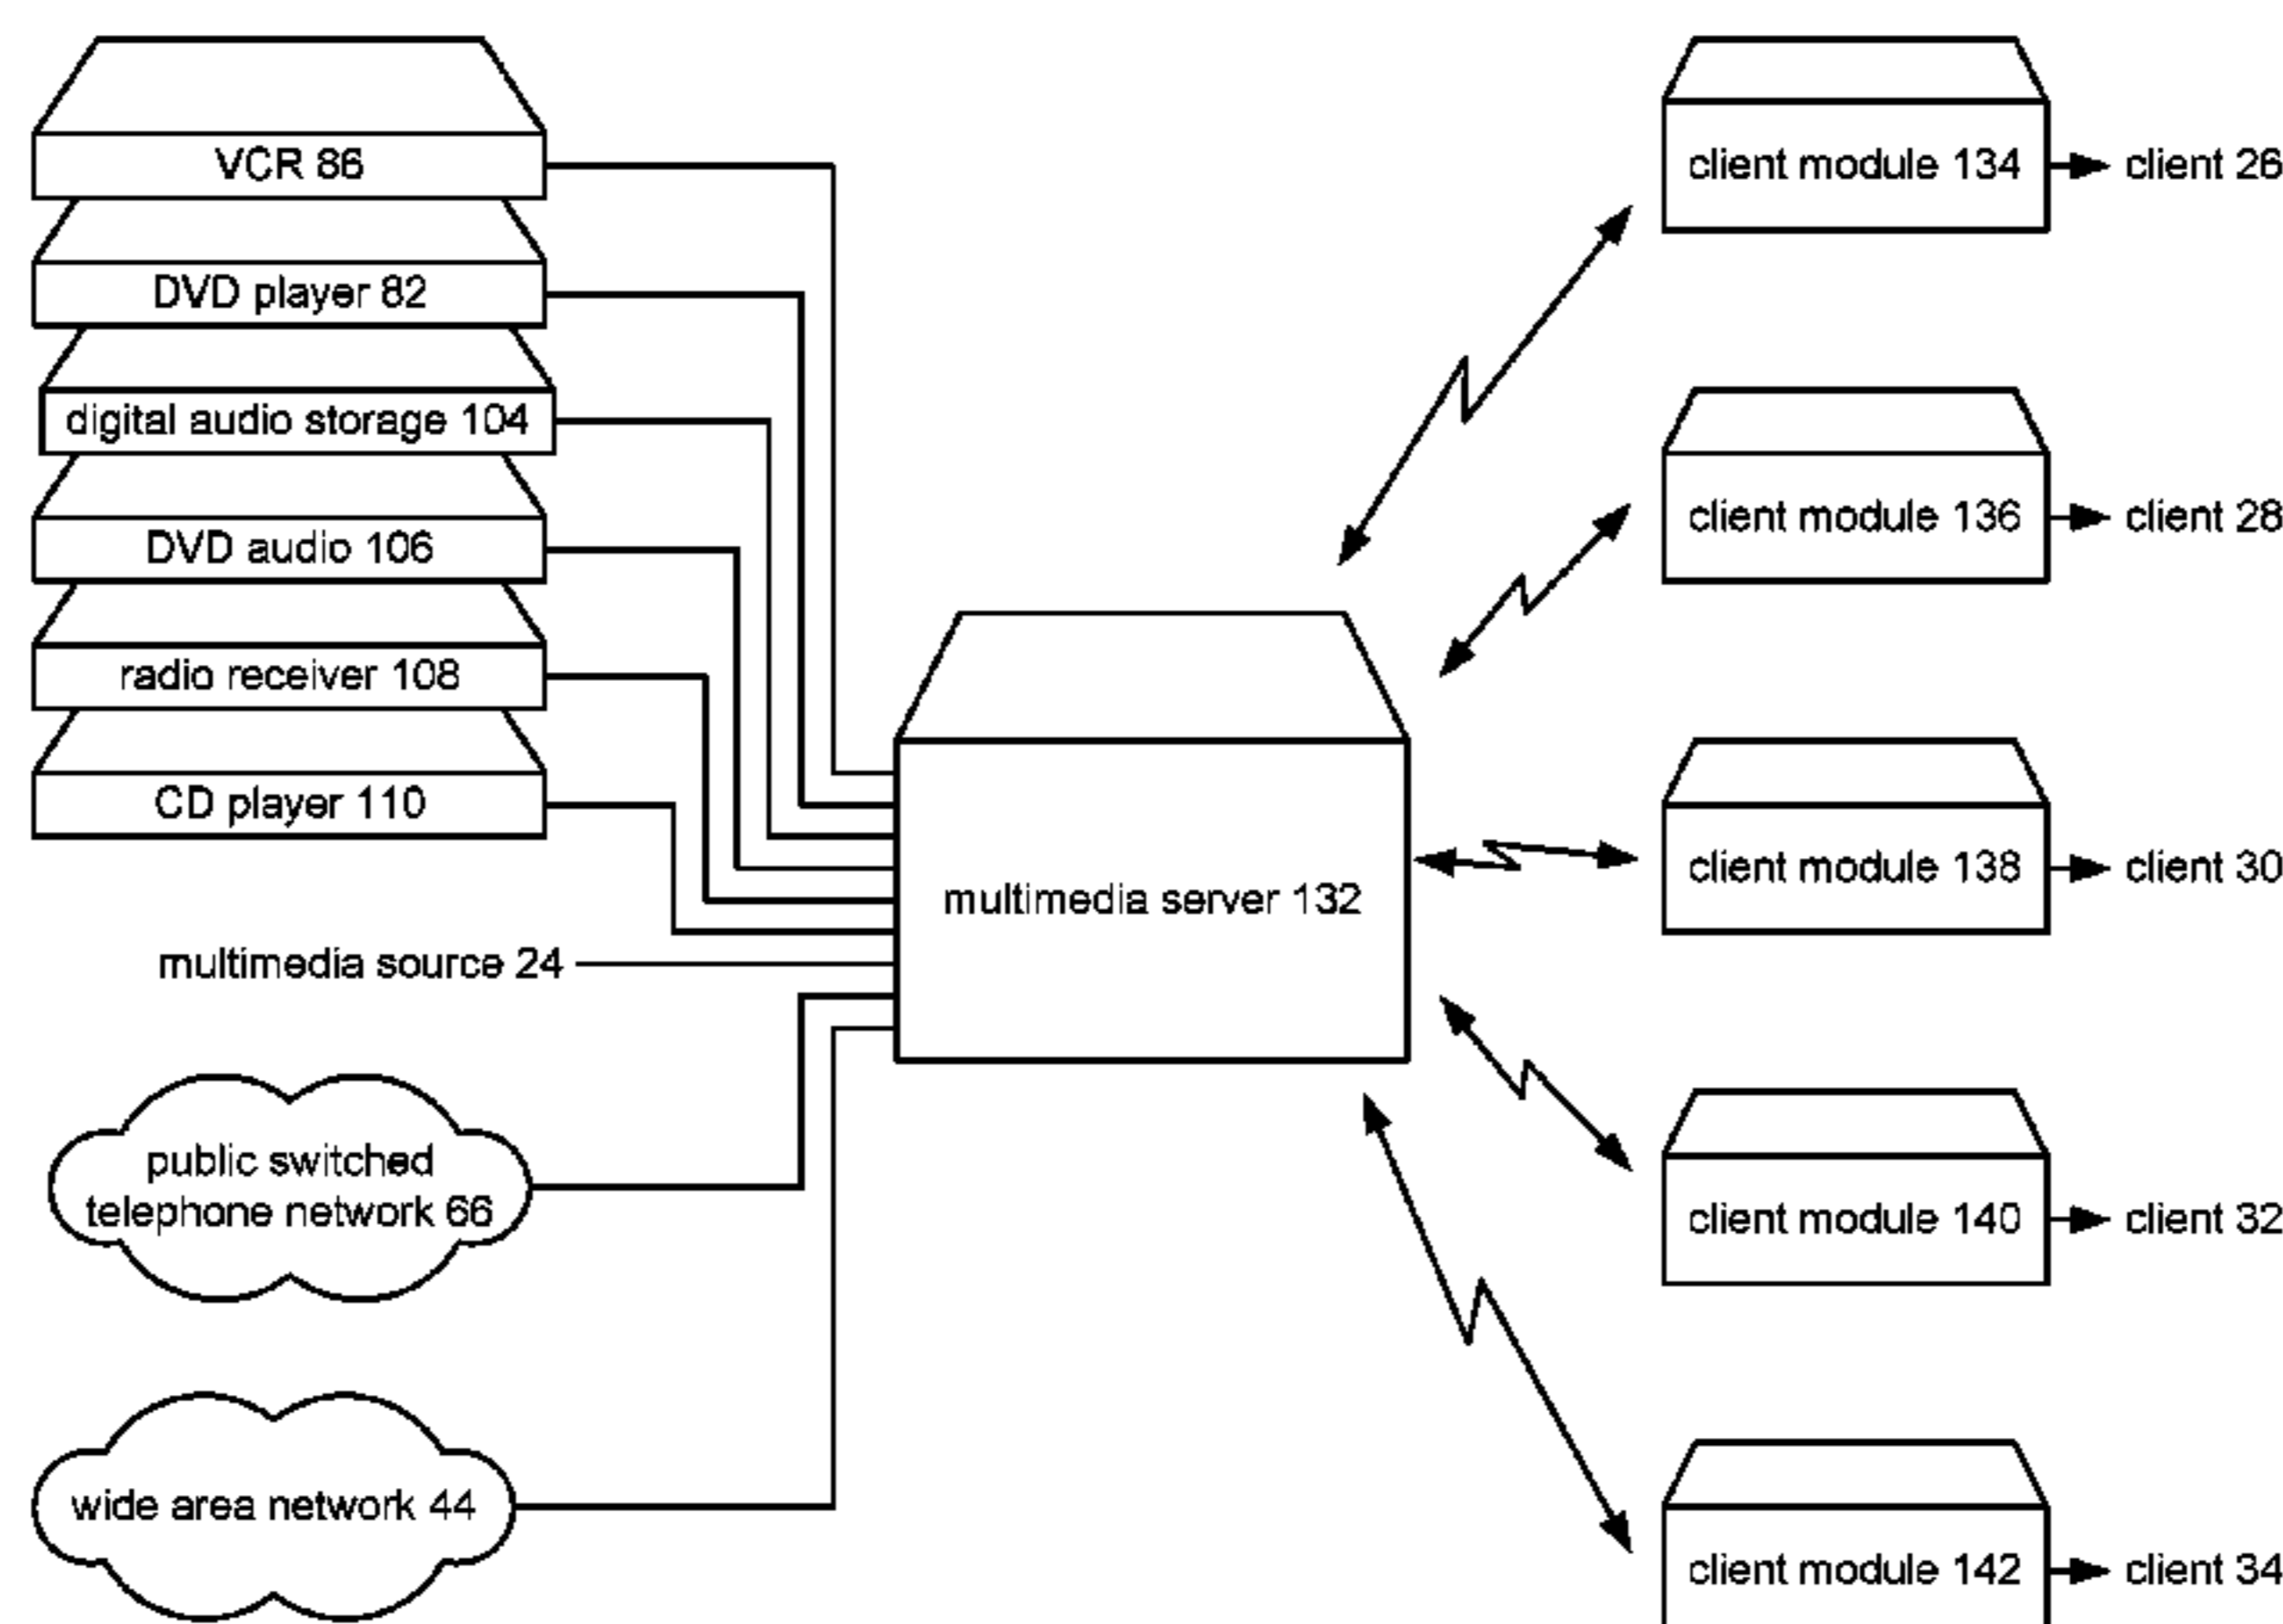 VCR 86
DVD player 82
digital audio storage 104
DVD audio 106
radio receiver 108
CD player 110
multimedia source 24
public switched
telephone network 66
wide area network 44
multimedia server 132
client module 134
client 26
client module 136
client 28
client module 138
client 30
client module 140
client 32
client module 142
client 34